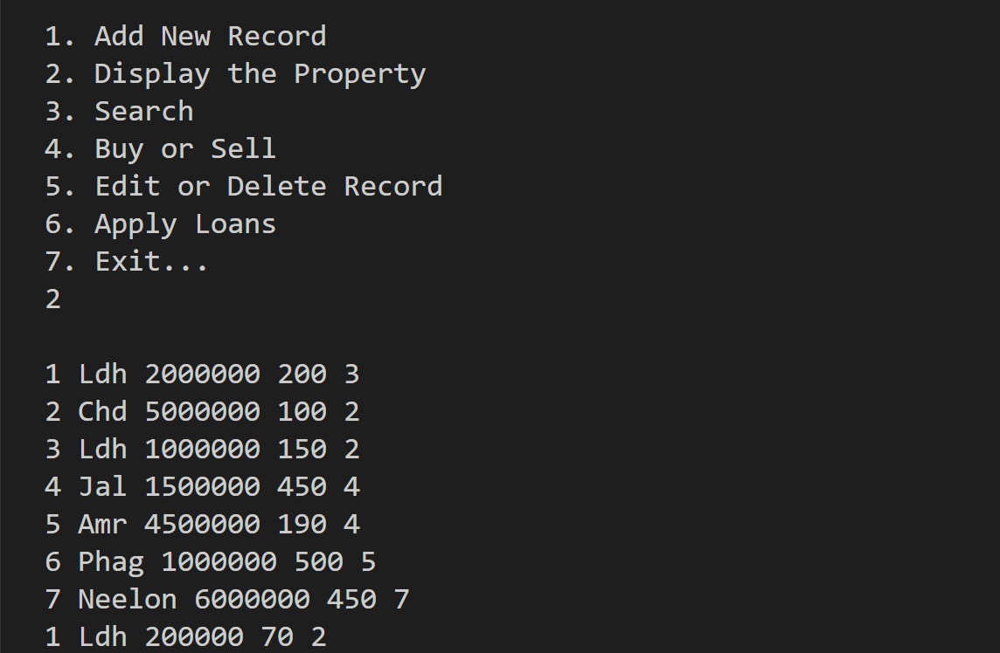 1. Add New Record
2. Display the Property
3. Search
4. Buy or Sell
5. Edit or Delete Record
6. Apply Loans
7. Exit...
2
1 Ldh 2000000 200 3
2 Chd 5000000 100 2
3 Ldh 1000000 150 2
4 Jal 1500000 450 4
5 Amr 4500000 190 4
6 Phag 1000000 500 5
7 Neelon 6000000 450 7
1 Ldh 200000 70 2